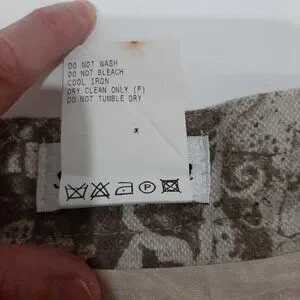 DO NOT WASH
DO NOT BLEACH
COOL IRON
DRY CLEAN ONLY (P)
DO NOT TUMBLE DRY
P